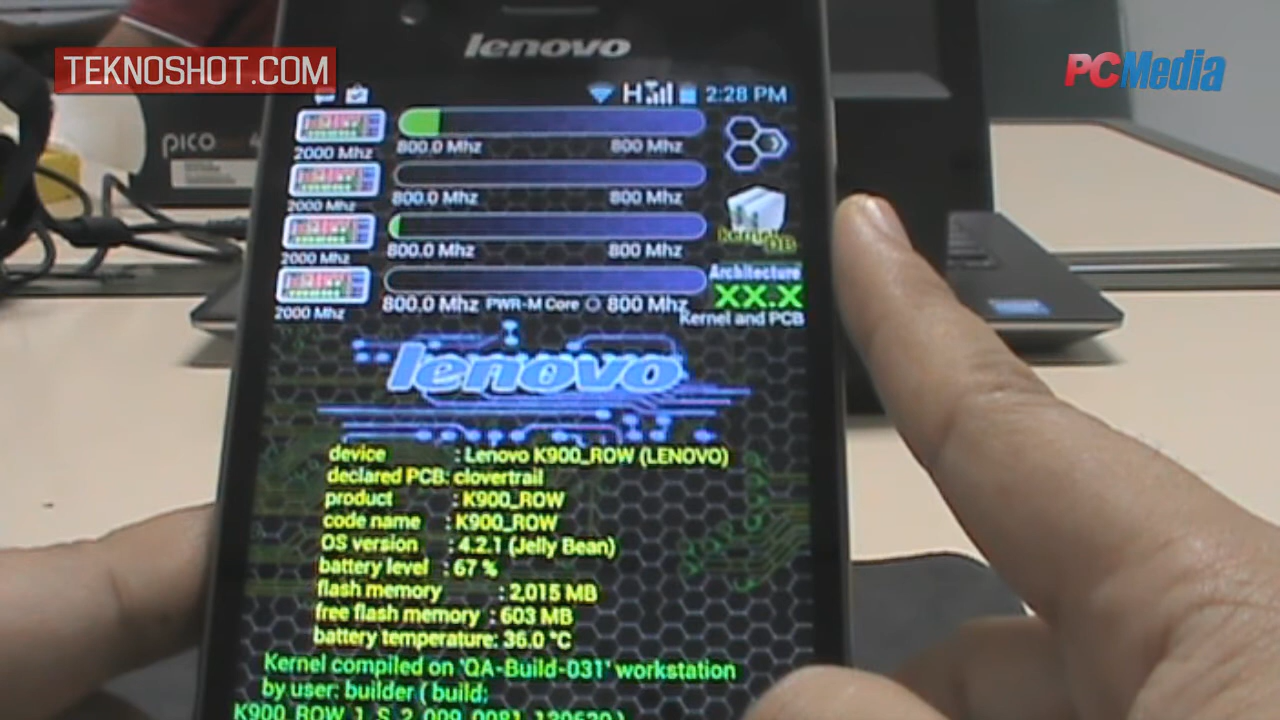 lenovo
TEKNOSHOT.COM
PCMedia
H 2:28 PM
pico
2000 Mhz 800.0 Mhz 800 Mhz
2000 Mhz 800.0 Mhz 800 Mhz
kernel DB
2000 Mhz 800.0 Mhz 800 Mhz
Architecture
XX.X
2000 Mhz 800.0 Mhz PWR-M Core 800 Mhz
Kernel and PCB
lenovo
device : Lenovo K900_ROW (LENOVO)
declared PCB: clovertrail
product : K900_ROW
code name : K900_ROW
OS version : 4.2.1 (Jelly Bean)
battery level : 67 %
flash memory : 2,015 MB
free flash memory : 603 MB
battery temperature: 36.0 °C
Kernel compiled on 'QA-Build-031' workstation
by user: builder ( build:
K900_ROW_1_S_2_009_0081_130620 )